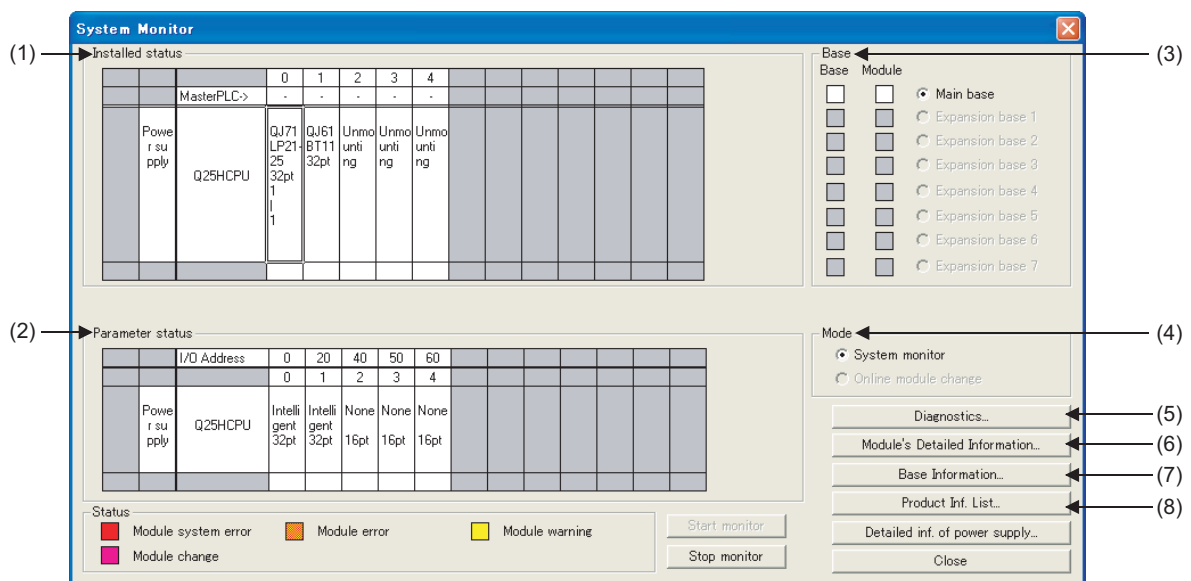 System Monitor
(1)
Installed status
0 1 2 3 4
MasterPLC-> - - - - -
Powe
r su
pply
Q25HCPU
QJ71
LP21-
25
32pt
1
|
1
QJ61
BT11
32pt
Unmo
unti
ng
Unmo
unti
ng
Unmo
unti
ng
(3)
Base
Base Module
Main base
Expansion base 1
Expansion base 2
Expansion base 3
Expansion base 4
Expansion base 5
Expansion base 6
Expansion base 7
(2)
Parameter status
I/O Address 0 20 40 50 60
0 1 2 3 4
Powe
r su
pply
Q25HCPU
Intelli
gent
32pt
Intelli
gent
32pt
None
16pt
None
16pt
None
16pt
(4)
Mode
System monitor
Online module change
Diagnostics...
(5)
Module's Detailed Information...
(6)
Base Information...
(7)
Product Inf. List...
(8)
Detailed inf. of power supply...
Close
Status
Module system error
Module error
Module warning
Module change
Start monitor
Stop monitor